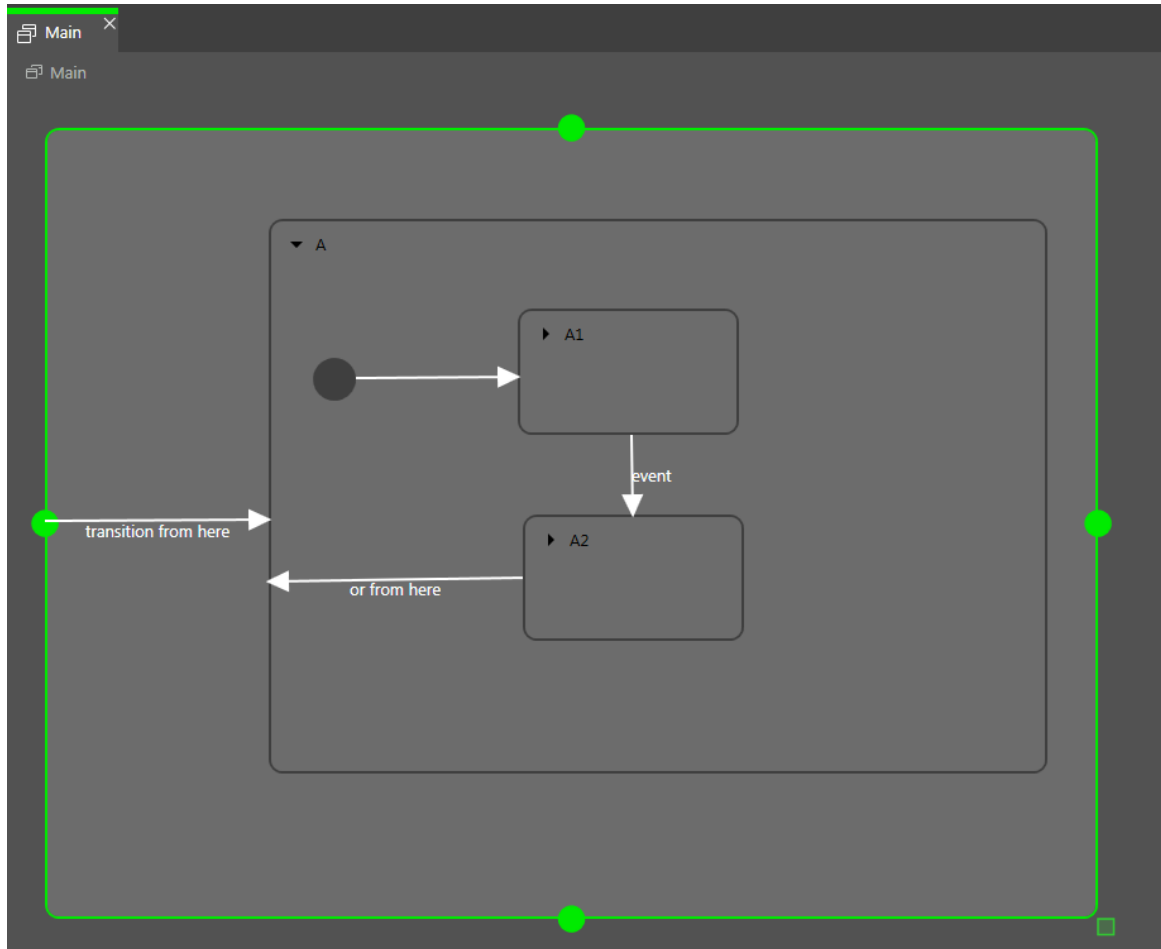 Main
Main
A
A1
event
transition from here
A2
or from here